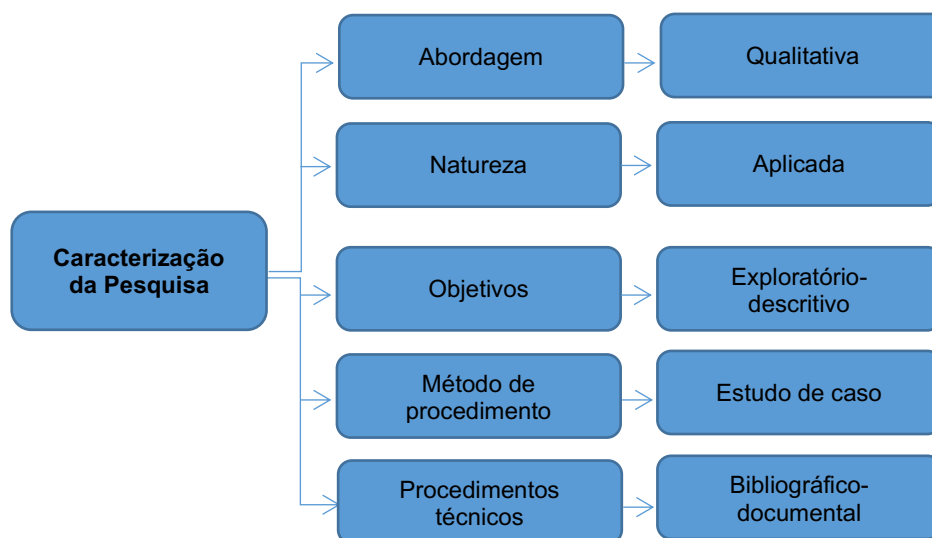 Abordagem
Qualitativa
Natureza
Aplicada
Caracterização
da Pesquisa
Objetivos
Exploratório-
descritivo
Método de
procedimento
Estudo de caso
Procedimentos
técnicos
Bibliográfico-
documental